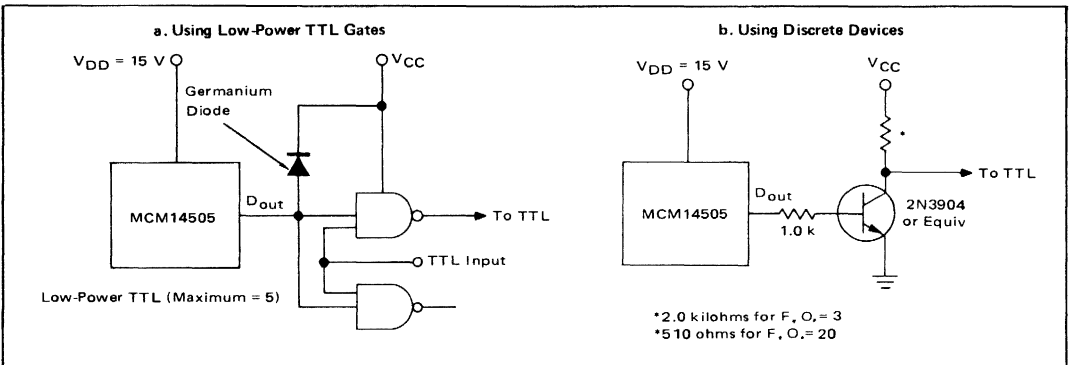 a. Using Low-Power TTL Gates
VDD = 15 V
VCC
Germanium
Diode
MCM14505
Dout
To TTL
TTL Input
Low-Power TTL (Maximum = 5)
b. Using Discrete Devices
VDD = 15 V
VCC
*
To TTL
MCM14505
Dout
1.0 k
2N3904
or Equiv
*2.0 kilohms for F. O. = 3
*510 ohms for F. O. = 20